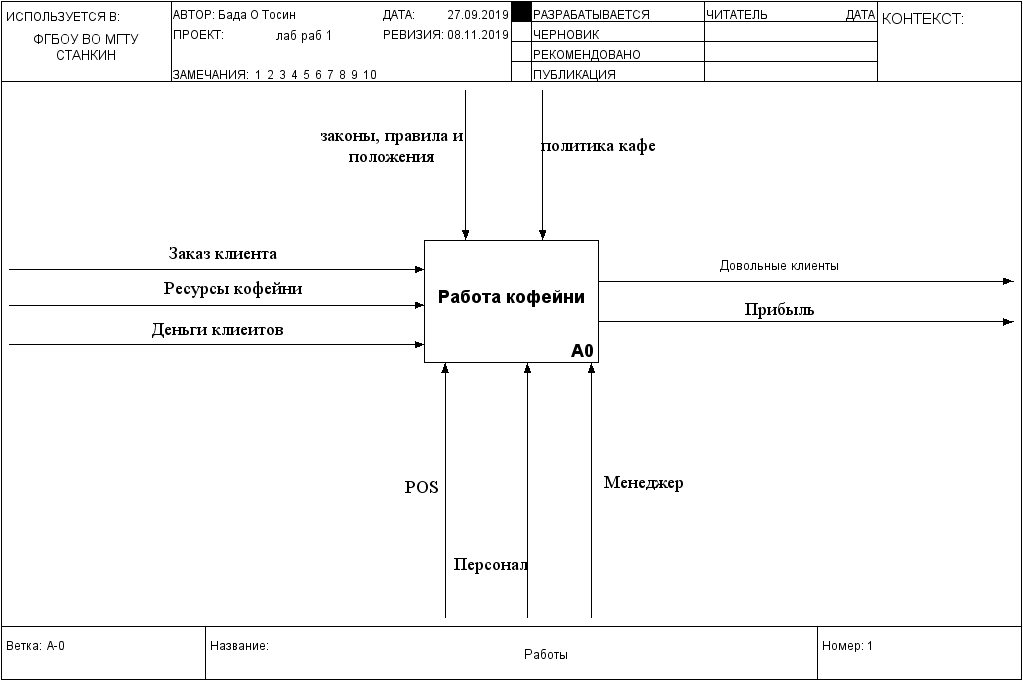 ИСПОЛЬЗУЕТСЯ В:
ФГБОУ ВО МГТУ
СТАНКИН
АВТОР: Бада О Тосин
ДАТА: 27.09.2019
ПРОЕКТ: лаб раб 1
РЕВИЗИЯ: 08.11.2019
ЗАМЕЧАНИЯ: 1 2 3 4 5 6 7 8 9 10
РАЗРАБАТЫВАЕТСЯ
ЧЕРНОВИК
РЕКОМЕНДОВАНО
ПУБЛИКАЦИЯ
ЧИТАТЕЛЬ ДАТА
КОНТЕКСТ:
законы, правила и
положения
политика кафе
Заказ клиента
Ресурсы кофейни
Деньги клиентов
Работа кофейни
A0
Довольные клиенты
Прибыль
POS
Персонал
Менеджер
Ветка: A-0
Название:
Работы
Номер: 1